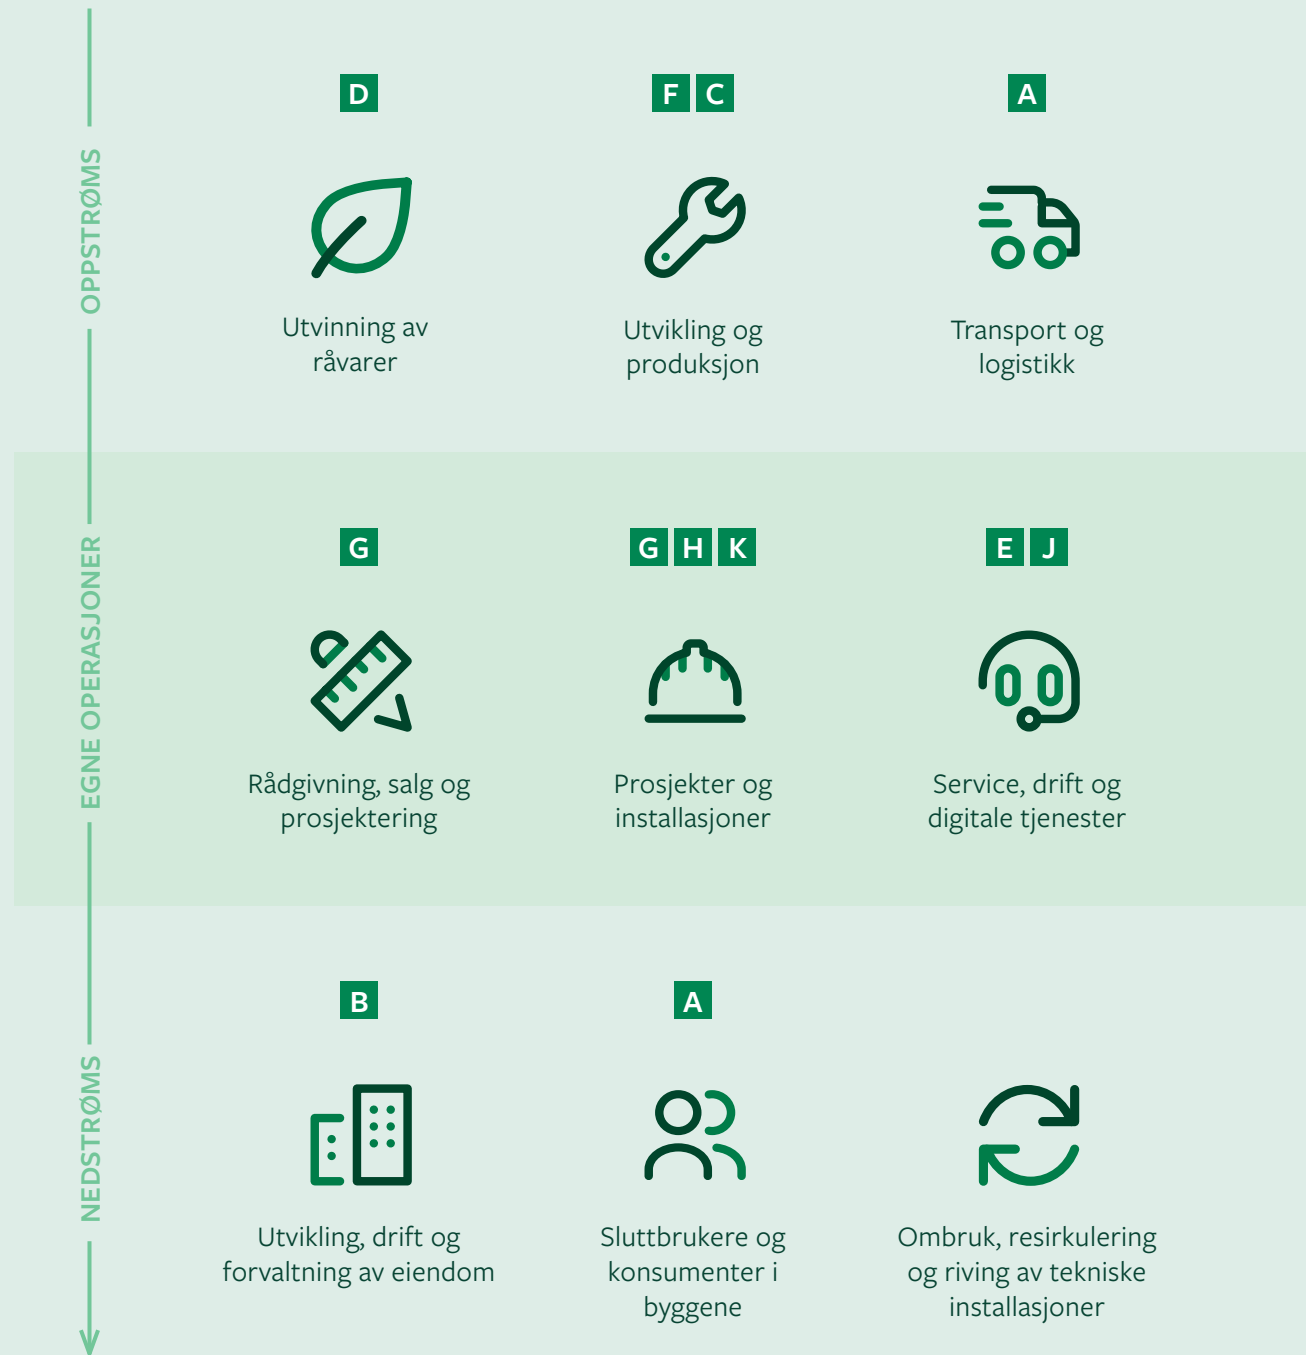 OPPSTRØMS
D
F C
A
Utvinning av
råvarer
Utvikling og
produksjon
Transport og
logistikk
EGNE OPERASJONER
G
G H K
E J
Rådgivning, salg og
prosjektering
Prosjekter og
installasjoner
Service, drift og
digitale tjenester
NEDSTRØMS
B
A
Utvikling, drift og
forvaltning av eiendom
Sluttbrukere og
konsumenter i
byggene
Ombruk, resirkulering
og riving av tekniske
installasjoner